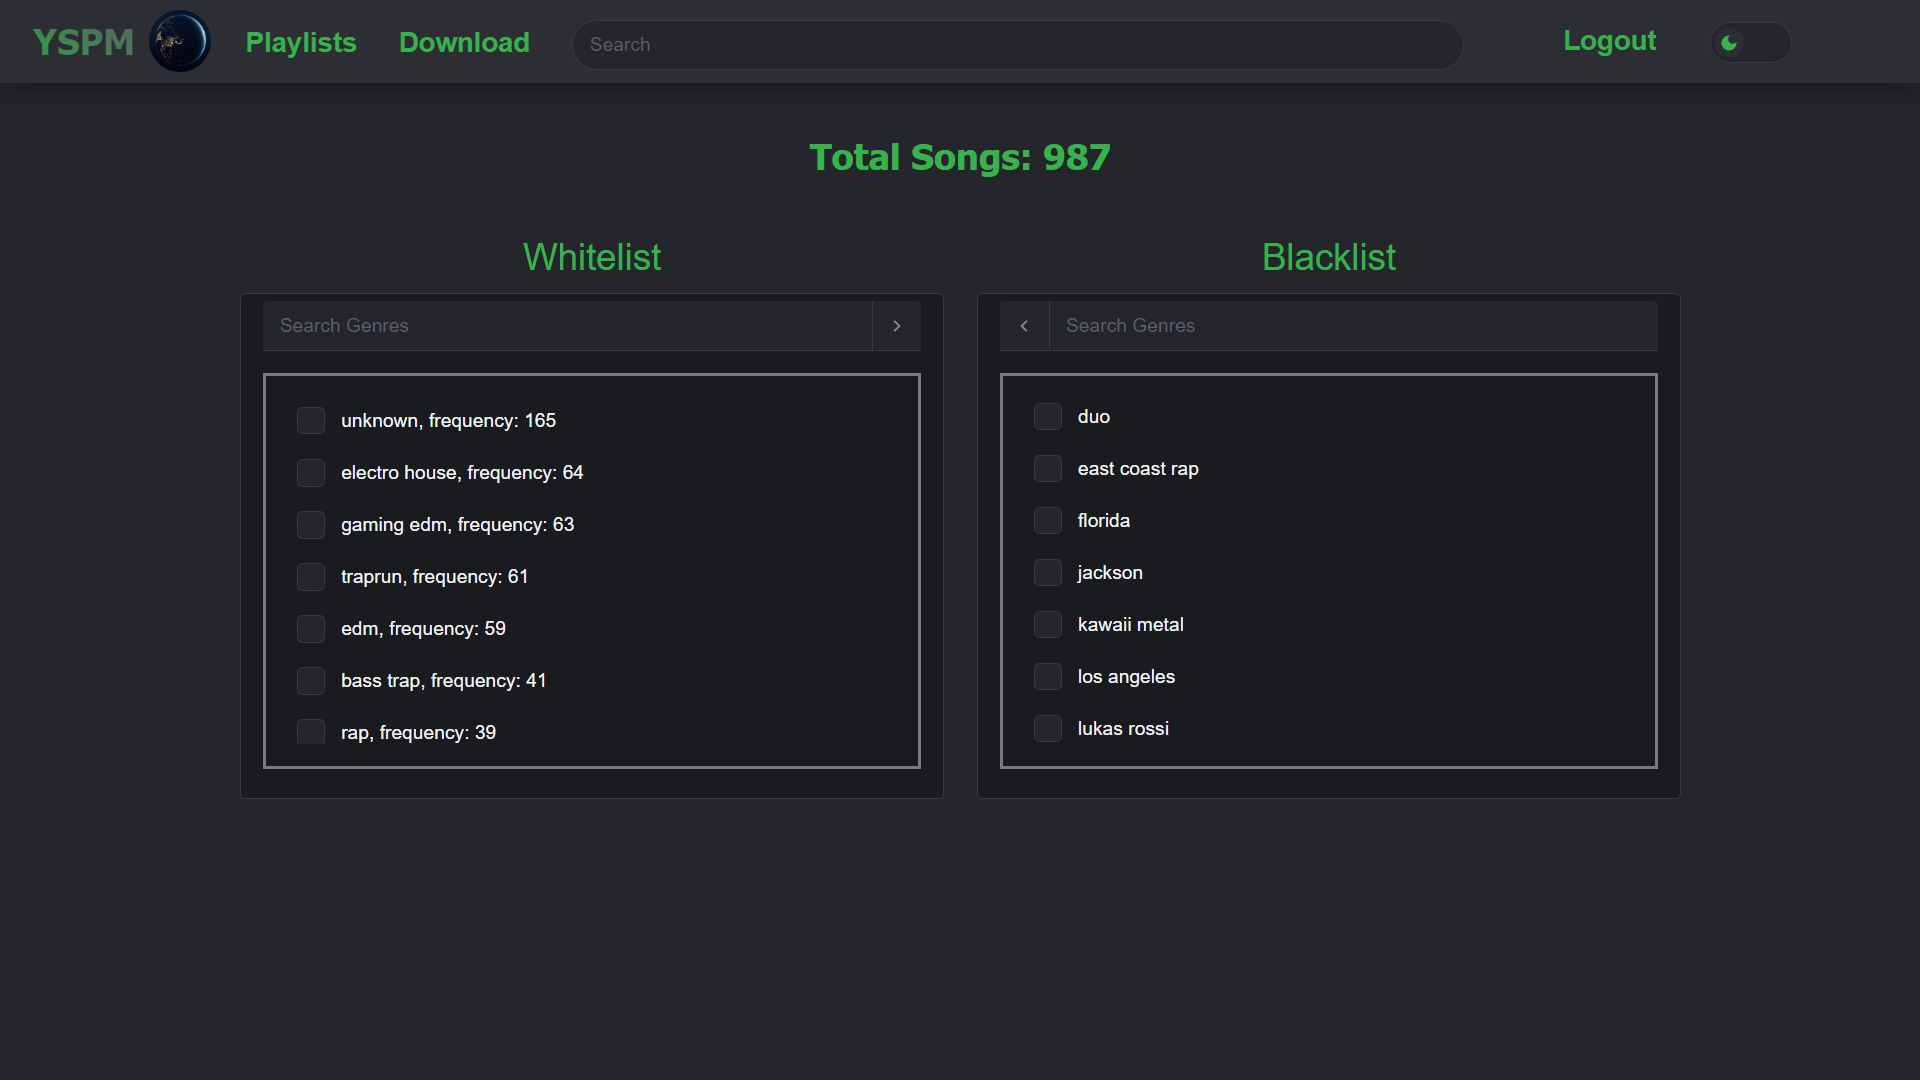 YSPM
Playlists
Download
Search
Logout
Total Songs: 987
Whitelist
Search Genres
unknown, frequency: 165
electro house, frequency: 64
gaming edm, frequency: 63
traprun, frequency: 61
edm, frequency: 59
bass trap, frequency: 41
rap, frequency: 39
Blacklist
Search Genres
duo
east coast rap
florida
jackson
kawaii metal
los angeles
lukas rossi